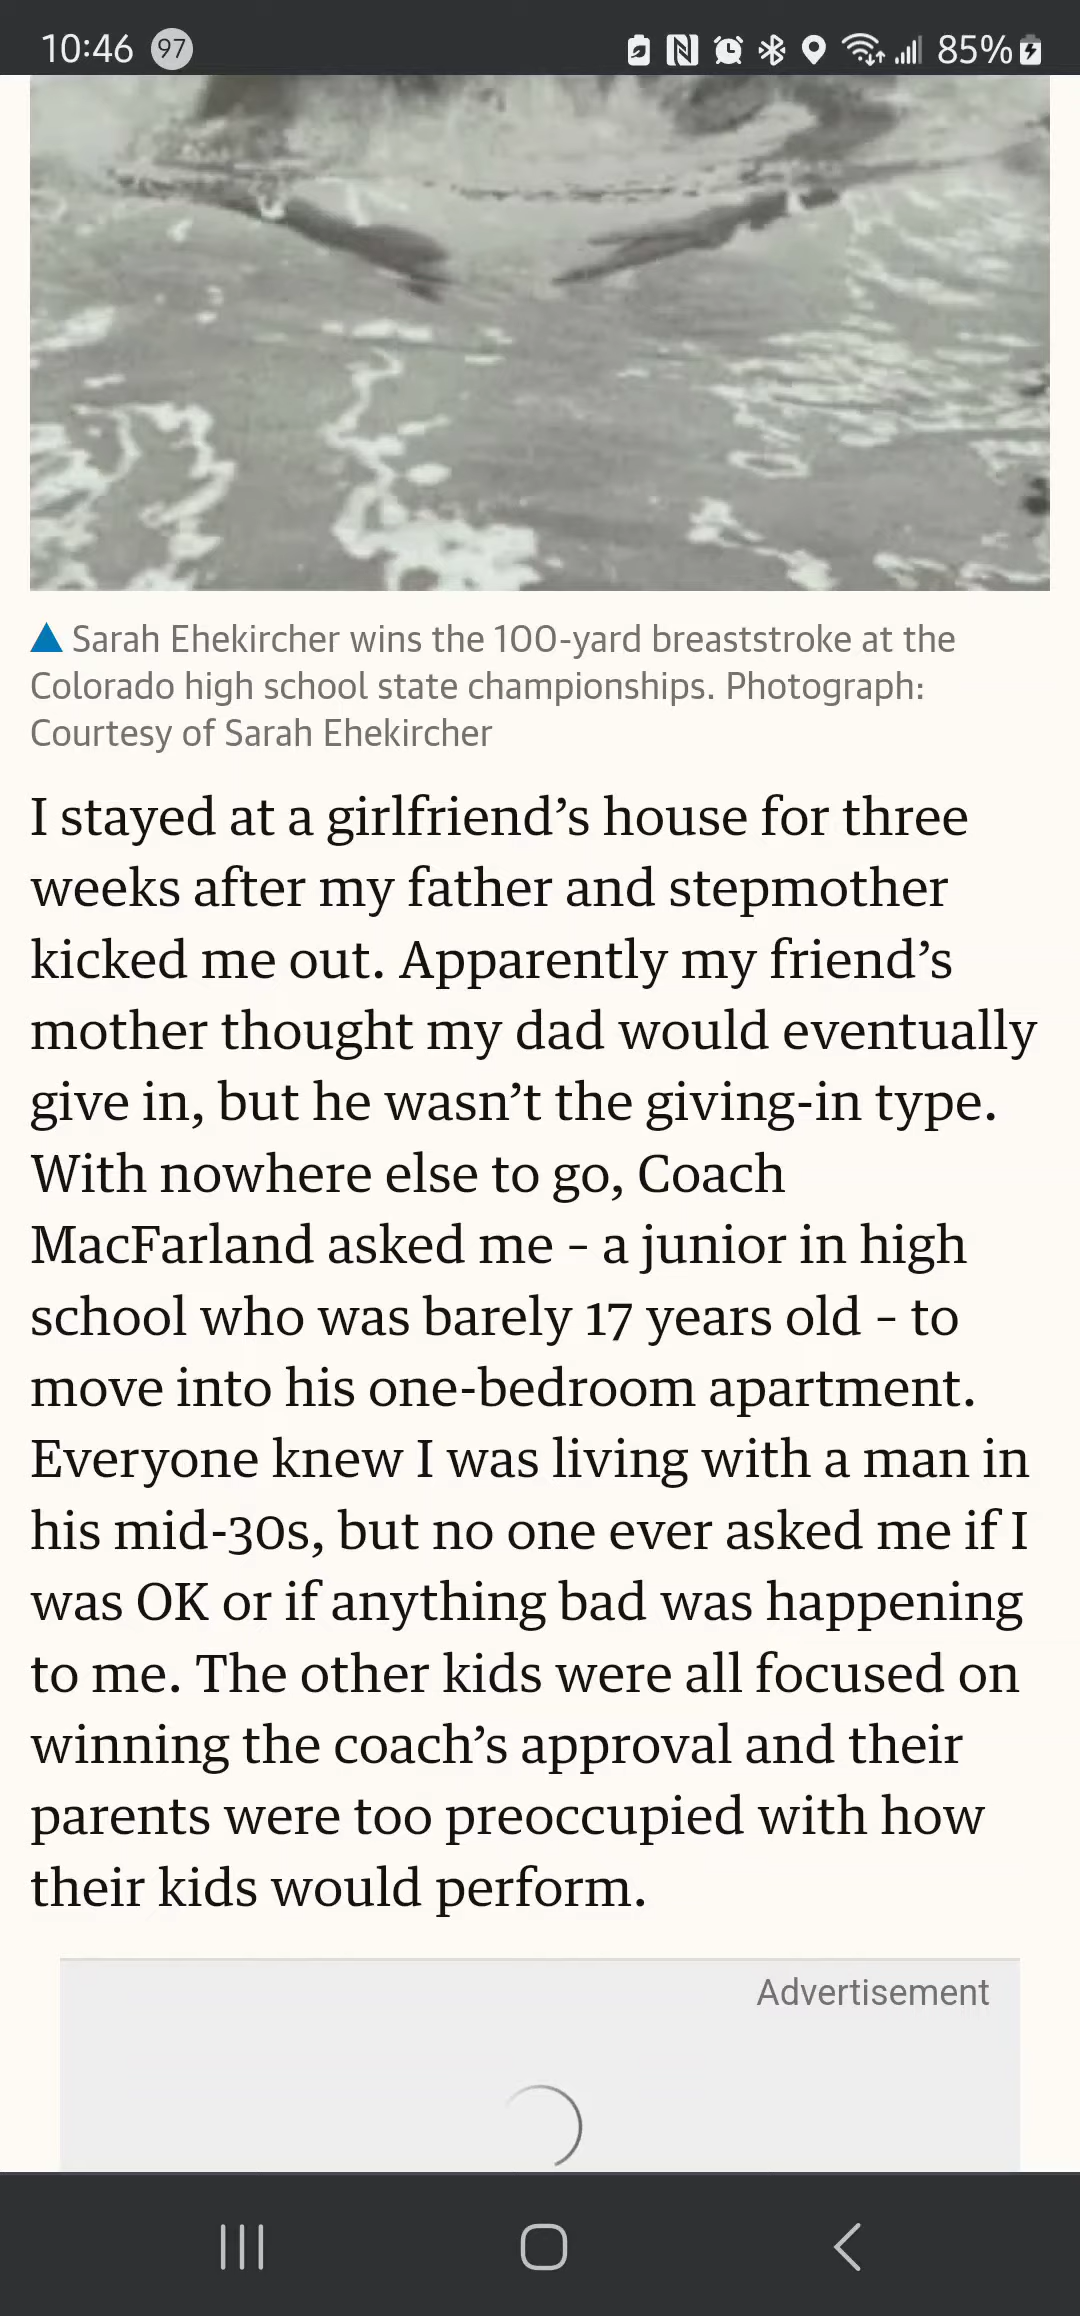 10:46 97 85%
Sarah Ehekircher wins the 100-yard breaststroke at the
Colorado high school state championships. Photograph:
Courtesy of Sarah Ehekircher
I stayed at a girlfriend’s house for three
weeks after my father and stepmother
kicked me out. Apparently my friend’s
mother thought my dad would eventually
give in, but he wasn’t the giving-in type.
With nowhere else to go, Coach
MacFarland asked me – a junior in high
school who was barely 17 years old – to
move into his one-bedroom apartment.
Everyone knew I was living with a man in
his mid-30s, but no one ever asked me if I
was OK or if anything bad was happening
to me. The other kids were all focused on
winning the coach’s approval and their
parents were too preoccupied with how
their kids would perform.
Advertisement